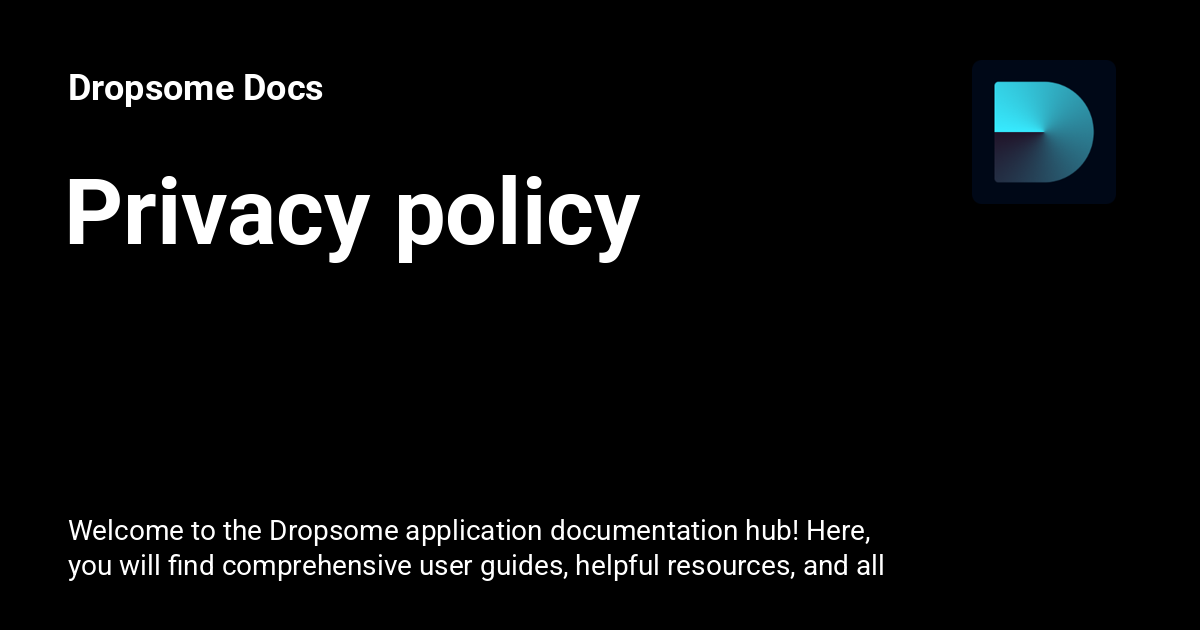 Dropsome Docs
Privacy policy
Welcome to the Dropsome application documentation hub! Here,
you will find comprehensive user guides, helpful resources, and all